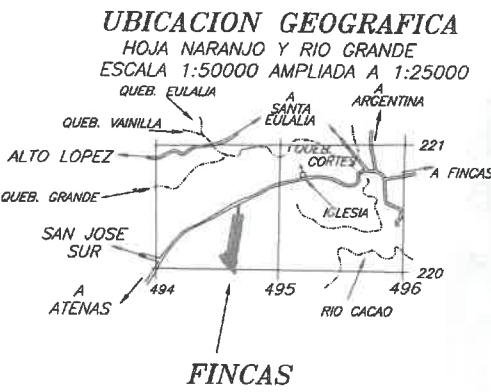 UBICACION GEOGRAFICA
HOJA NARANJO Y RIO GRANDE
ESCALA 1:50000 AMPLIADA A 1:25000
QUEB. EULALIA
A
SANTA
EULALIA
A
ARGENTINA
QUEB. VAINILLA
221
ALTO LOPEZ
QUEB.
CORTES
A FINCAS
QUEB. GRANDE
IGLESIA
SAN JOSE
SUR
220
494
495
496
A
ATENAS
RIO CACAO
FINCAS